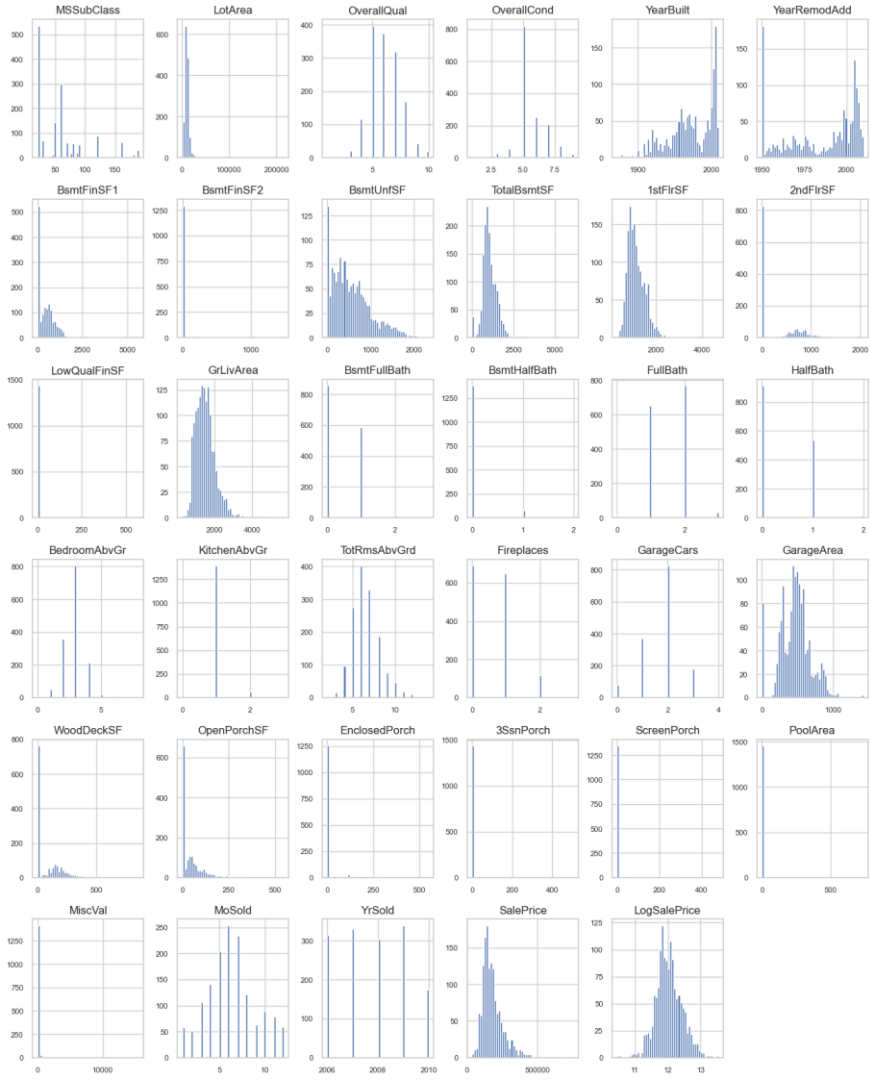 MSSubClass LotArea OverallQual OverallCond YearBuilt YearRemodAdd
500 400 300 200 100 0
600 400 200 0
400 300 200 100 0
800 600 400 200 0
150 100 50 0
150 100 50 0
50 100 150 0 100000 200000 5 10 2.5 5.0 7.5 1900 2000 1950 1975 2000
BsmtFinSF1 BsmtFinSF2 BsmtUnfSF TotalBsmtSF 1stFlrSF 2ndFlrSF
500 400 300 200 100 0
1250 1000 750 500 250 0
125 100 75 50 25 0
200 150 100 50 0
150 100 50 0
800 600 400 200 0
0 2000 5000 0 1000 0 1000 2000 0 2500 5000 2000 4000 0 1000 2000
LowQualFinSF GrLivArea BsmtFullBath BsmtHalfBath FullBath HalfBath
1500 1000 500 0
125 100 75 50 25 0
800 600 400 200 0
1250 1000 750 500 250 0
800 600 400 200 0
800 600 400 200 0
0 250 500 2000 4000 0 2 0 1 2 0 2 0 1 2
BedroomAbvGr KitchenAbvGr TotRmsAbvGrd Fireplaces GarageCars GarageArea
800 600 400 200 0
1250 1000 750 500 250 0
400 300 200 100 0
600 400 200 0
800 600 400 200 0
100 80 60 40 20 0
0 5 0 2 5 10 0 2 0 2 4 0 1000
WoodDeckSF OpenPorchSF EnclosedPorch 3SsnPorch ScreenPorch PoolArea
800 600 400 200 0
600 400 200 0
1250 1000 750 500 250 0
1500 1000 500 0
1250 1000 750 500 250 0
1500 1000 500 0
0 500 0 250 500 0 250 500 0 200 400 0 200 400 0 500
MiscVal MoSold YrSold SalePrice LogSalePrice
1250 1000 750 500 250 0
250 200 150 100 50 0
300 200 100 0
150 100 50 0
125 100 75 50 25 0
0 10000 5 10 2006 2008 2010 500000 11 12 13